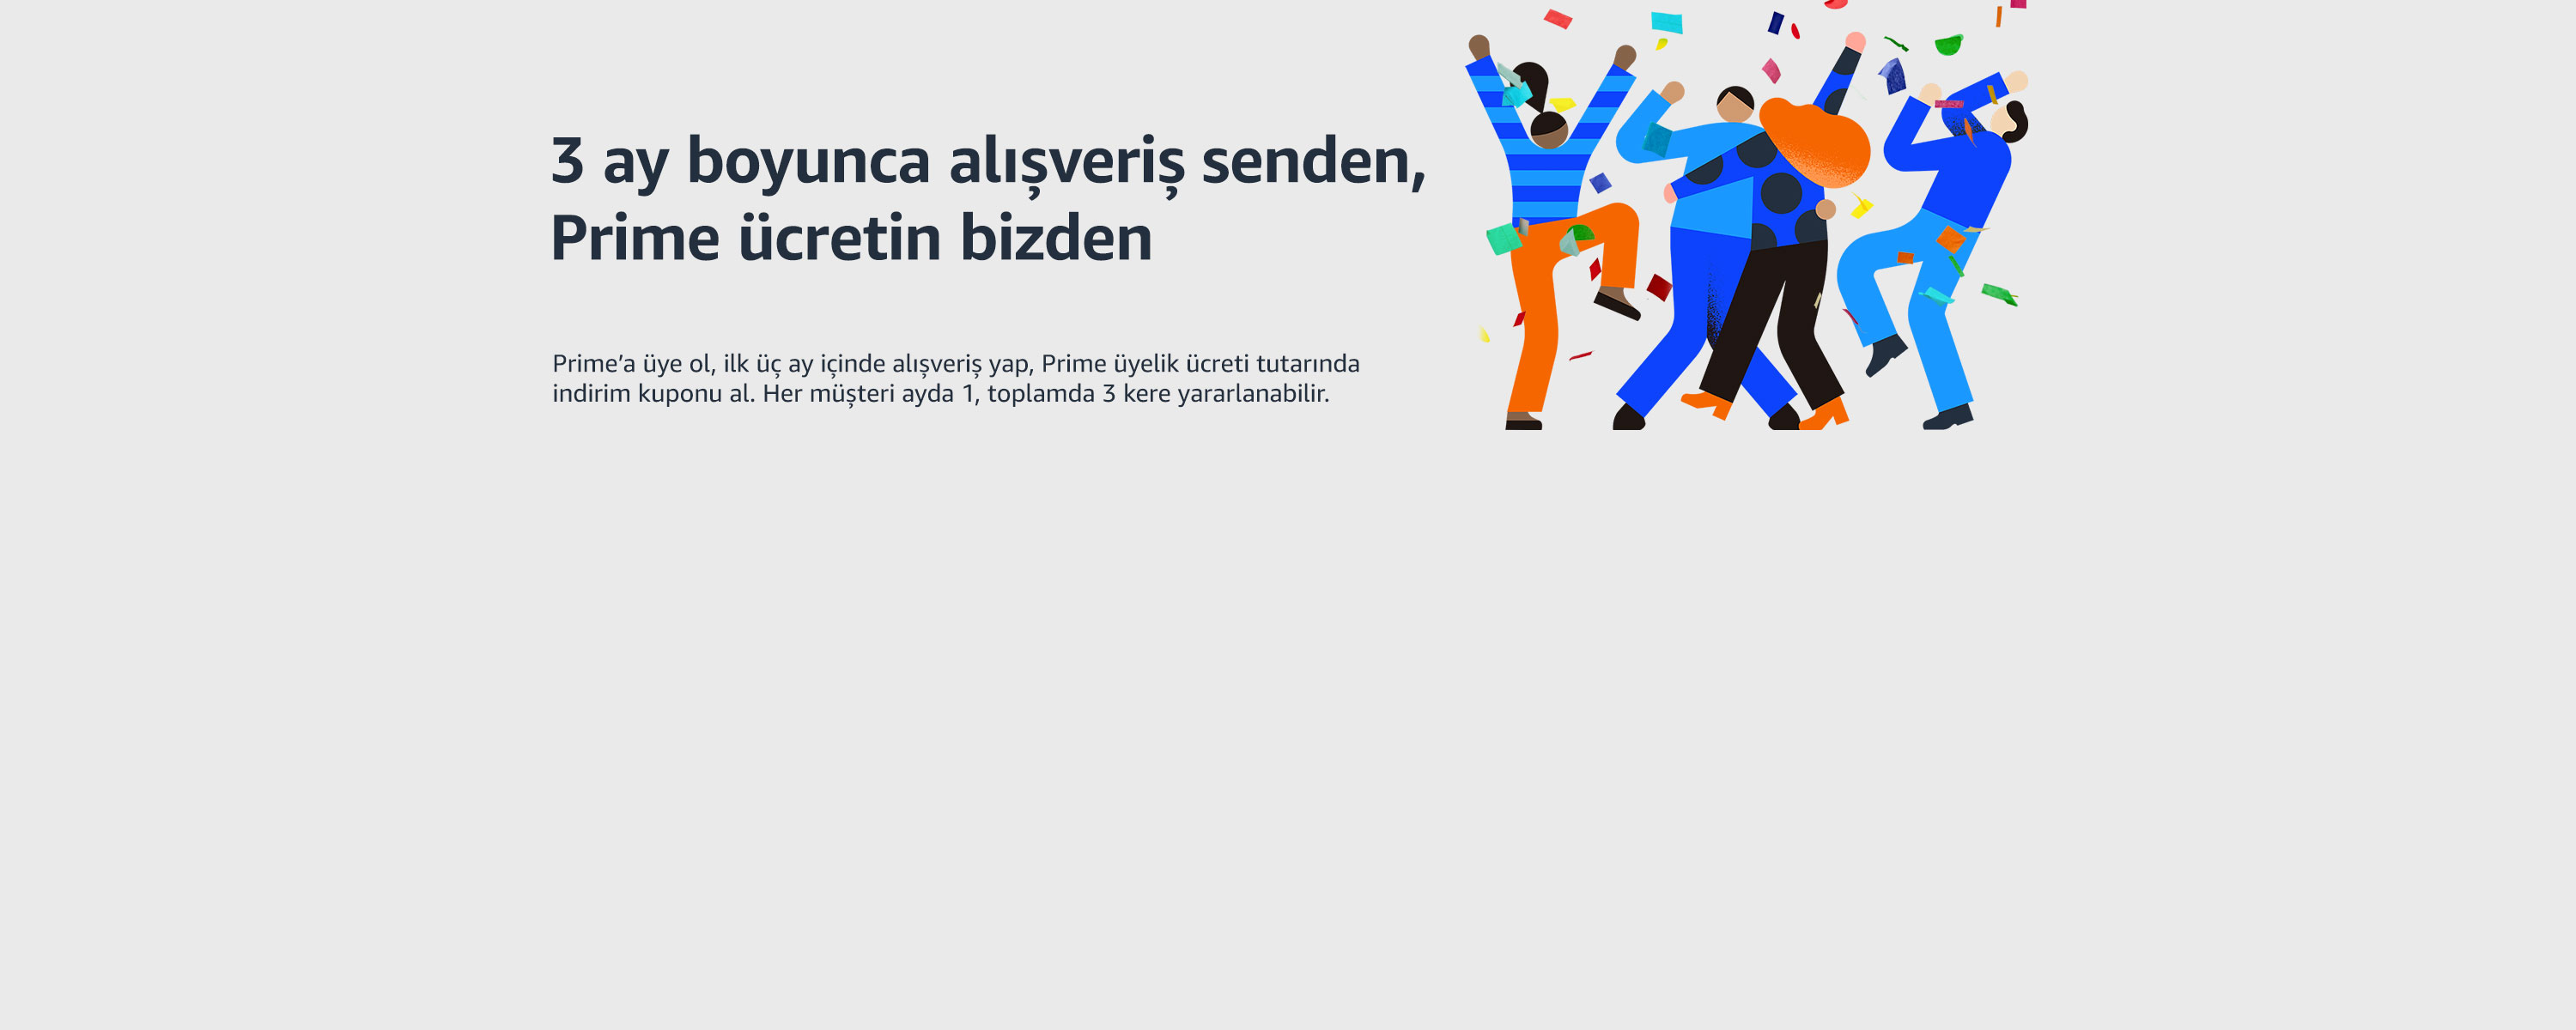 3 ay boyunca alışveriş senden,
Prime ücretin bizden
Prime’a üye ol, ilk üç ay içinde alışveriş yap, Prime üyelik ücreti tutarında
indirim kuponu al. Her müşteri ayda 1, toplamda 3 kere yararlanabilir.